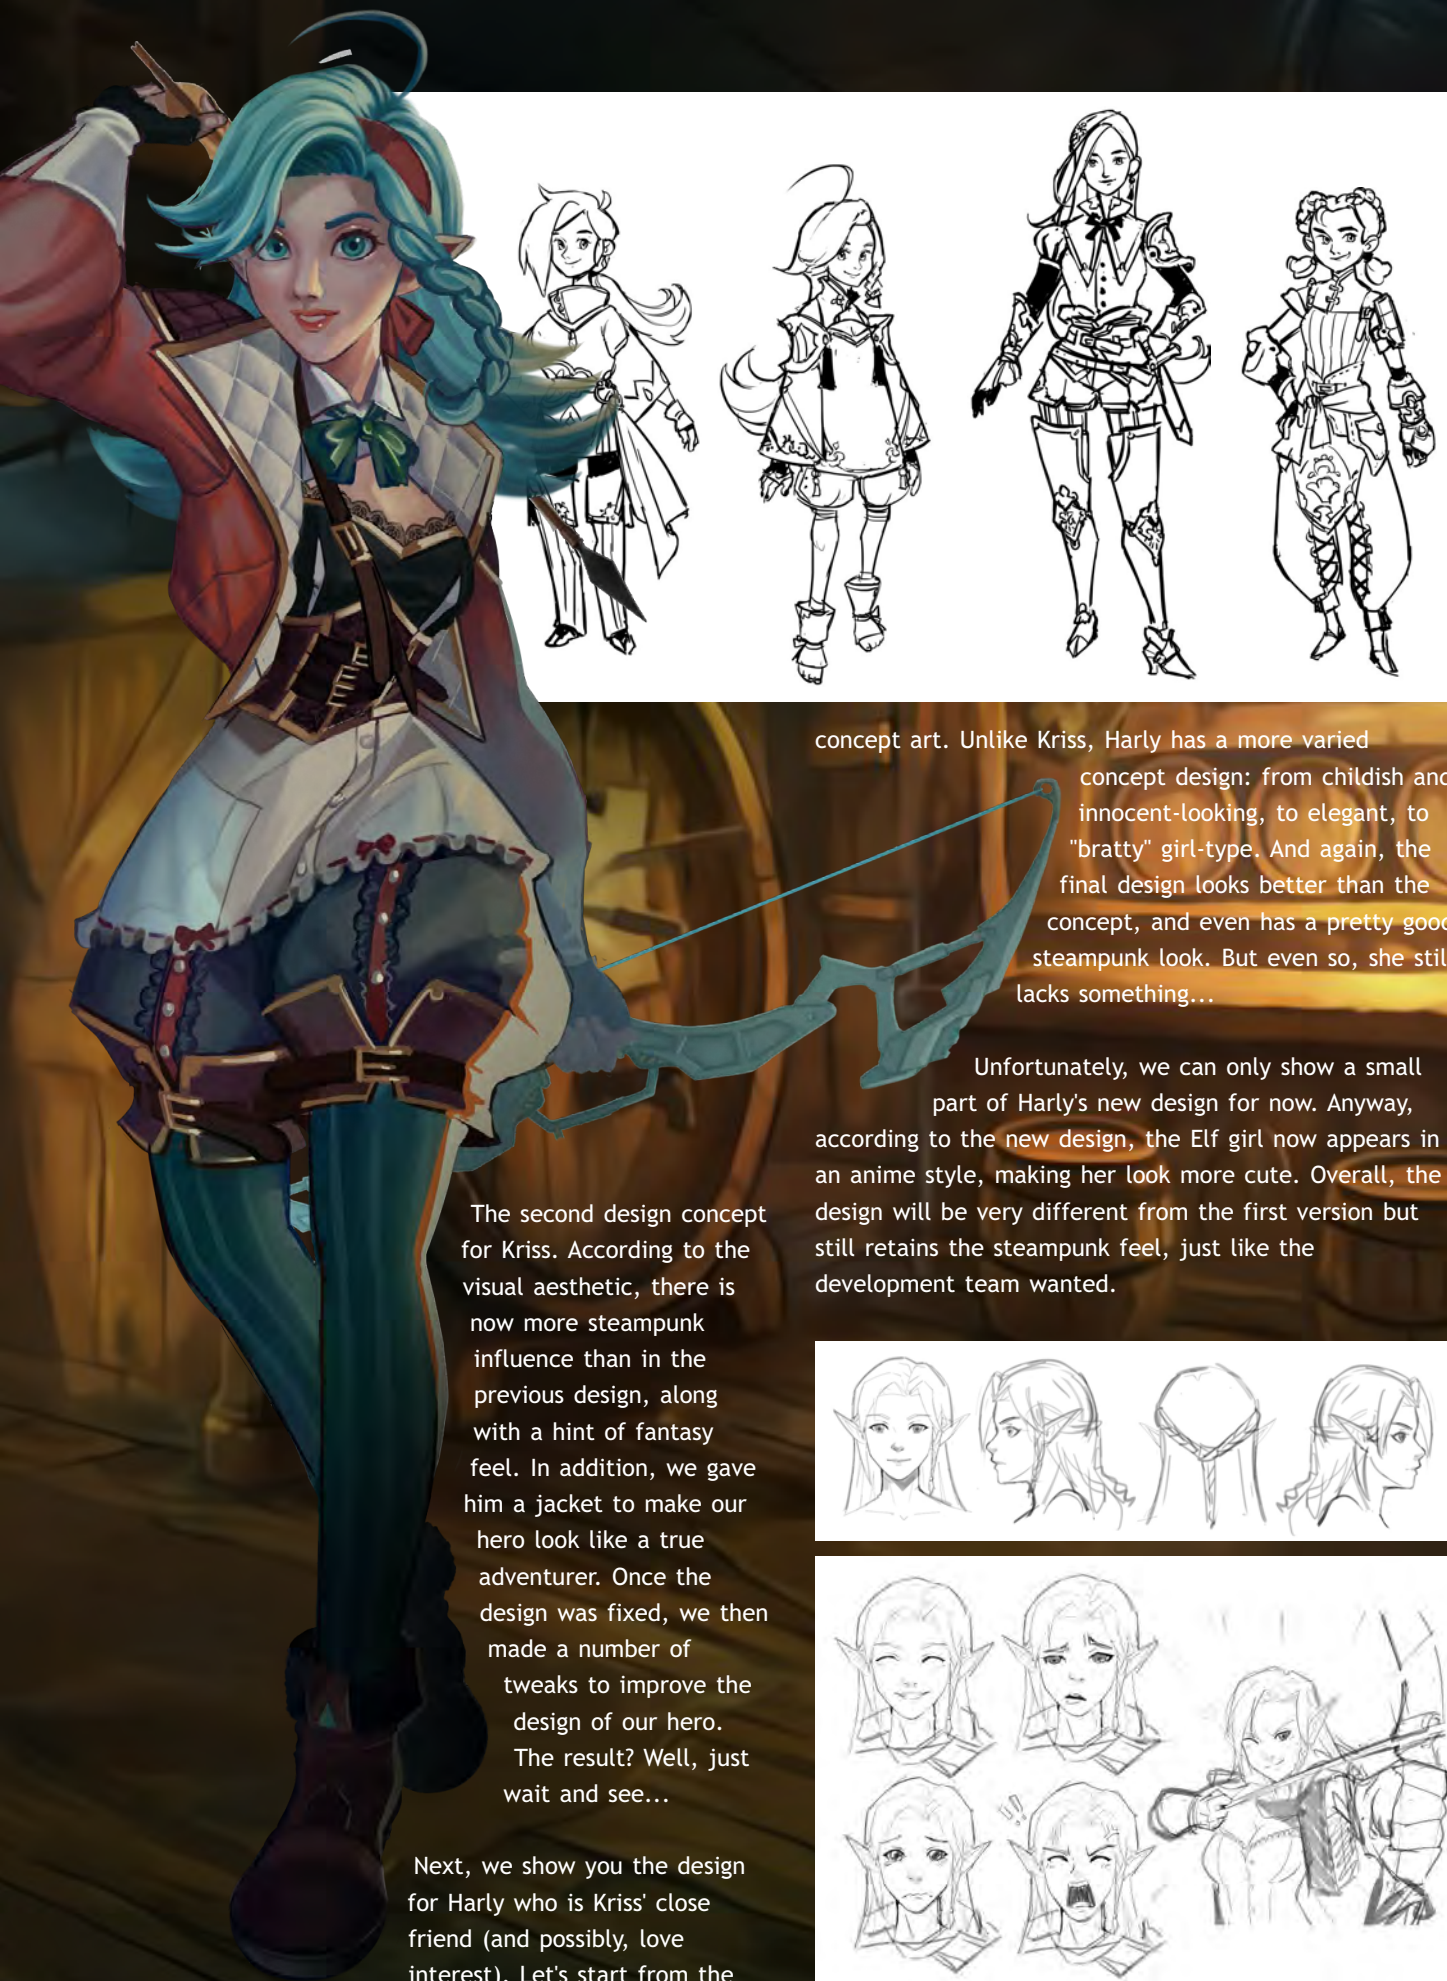 The second design concept
for Kriss. According to the
visual aesthetic, there is
now more steampunk
influence than in the
previous design, along
with a hint of fantasy
feel. In addition, we gave
him a jacket to make our
hero look like a true
adventurer. Once the
design was fixed, we then
made a number of
tweaks to improve the
design of our hero.
The result? Well, just
wait and see...
Next, we show you the design
for Harly who is Kriss' close
friend (and possibly, love
interest). Let's start from the
concept art. Unlike Kriss, Harly has a more varied
concept design: from childish and
innocent-looking, to elegant, to
"bratty" girl-type. And again, the
final design looks better than the
concept, and even has a pretty good
steampunk look. But even so, she still
lacks something...
Unfortunately, we can only show a small
part of Harly's new design for now. Anyway,
according to the new design, the Elf girl now appears in
an anime style, making her look more cute. Overall, the
design will be very different from the first version but
still retains the steampunk feel, just like the
development team wanted.